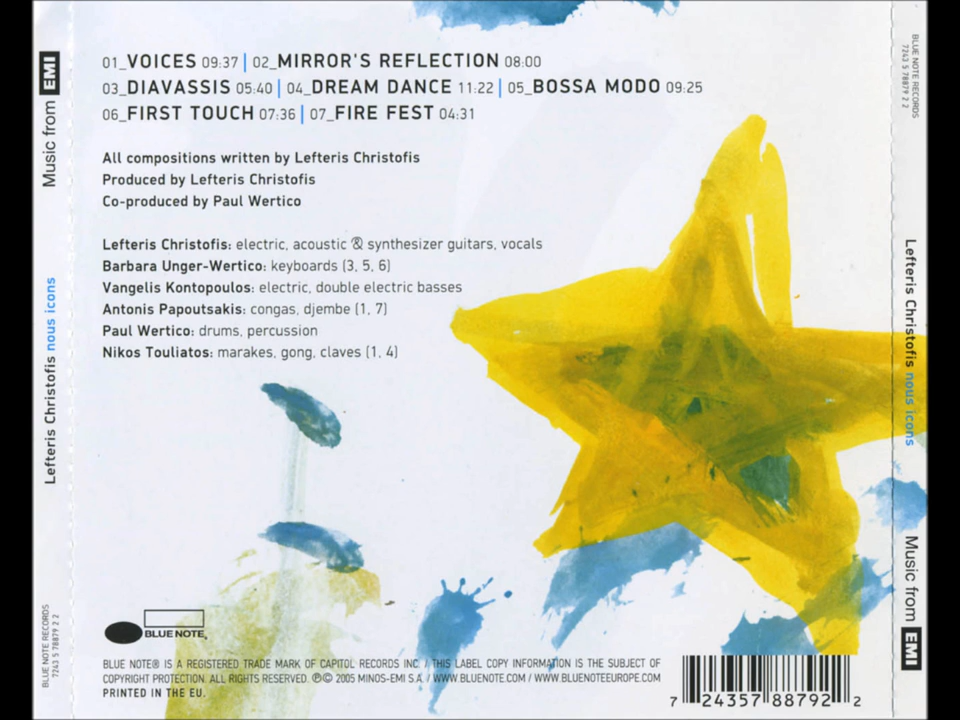 01_VOICES 09:37 | 02_MIRROR'S REFLECTION 08:00
03_DIAVASSIS 05:40 | 04_DREAM DANCE 11:22 | 05_BOSSA MODO 09:25
06_FIRST TOUCH 07:36 | 07_FIRE FEST 04:31
All compositions written by Lefteris Christofis
Produced by Lefteris Christofis
Co-produced by Paul Wertico
Lefteris Christofis: electric, acoustic & synthesizer guitars, vocals
Barbara Unger-Wertico: keyboards (3, 5, 6)
Vangelis Kontopoulos: electric, double electric basses
Antonis Papoutsakis: congas, djembe (1, 7)
Paul Wertico: drums, percussion
Nikos Touliatos: marakes, gong, claves (1, 4)
BLUE NOTE®
BLUE NOTE® IS A REGISTERED TRADE MARK OF CAPITOL RECORDS INC. / THIS LABEL COPY INFORMATION IS THE SUBJECT OF
COPYRIGHT PROTECTION. ALL RIGHTS RESERVED. ℗© 2005 MINOS-EMI S.A. / WWW.BLUENOTE.COM / WWW.BLUENOTEEUROPE.COM
PRINTED IN THE EU.
7 24357 88792 2
Music from EMI
Lefteris Christofis nous icons
BLUE NOTE RECORDS
7243 5 78879 2 2
BLUE NOTE RECORDS
7243 5 78879 2 2
Lefteris Christofis nous icons
Music from EMI